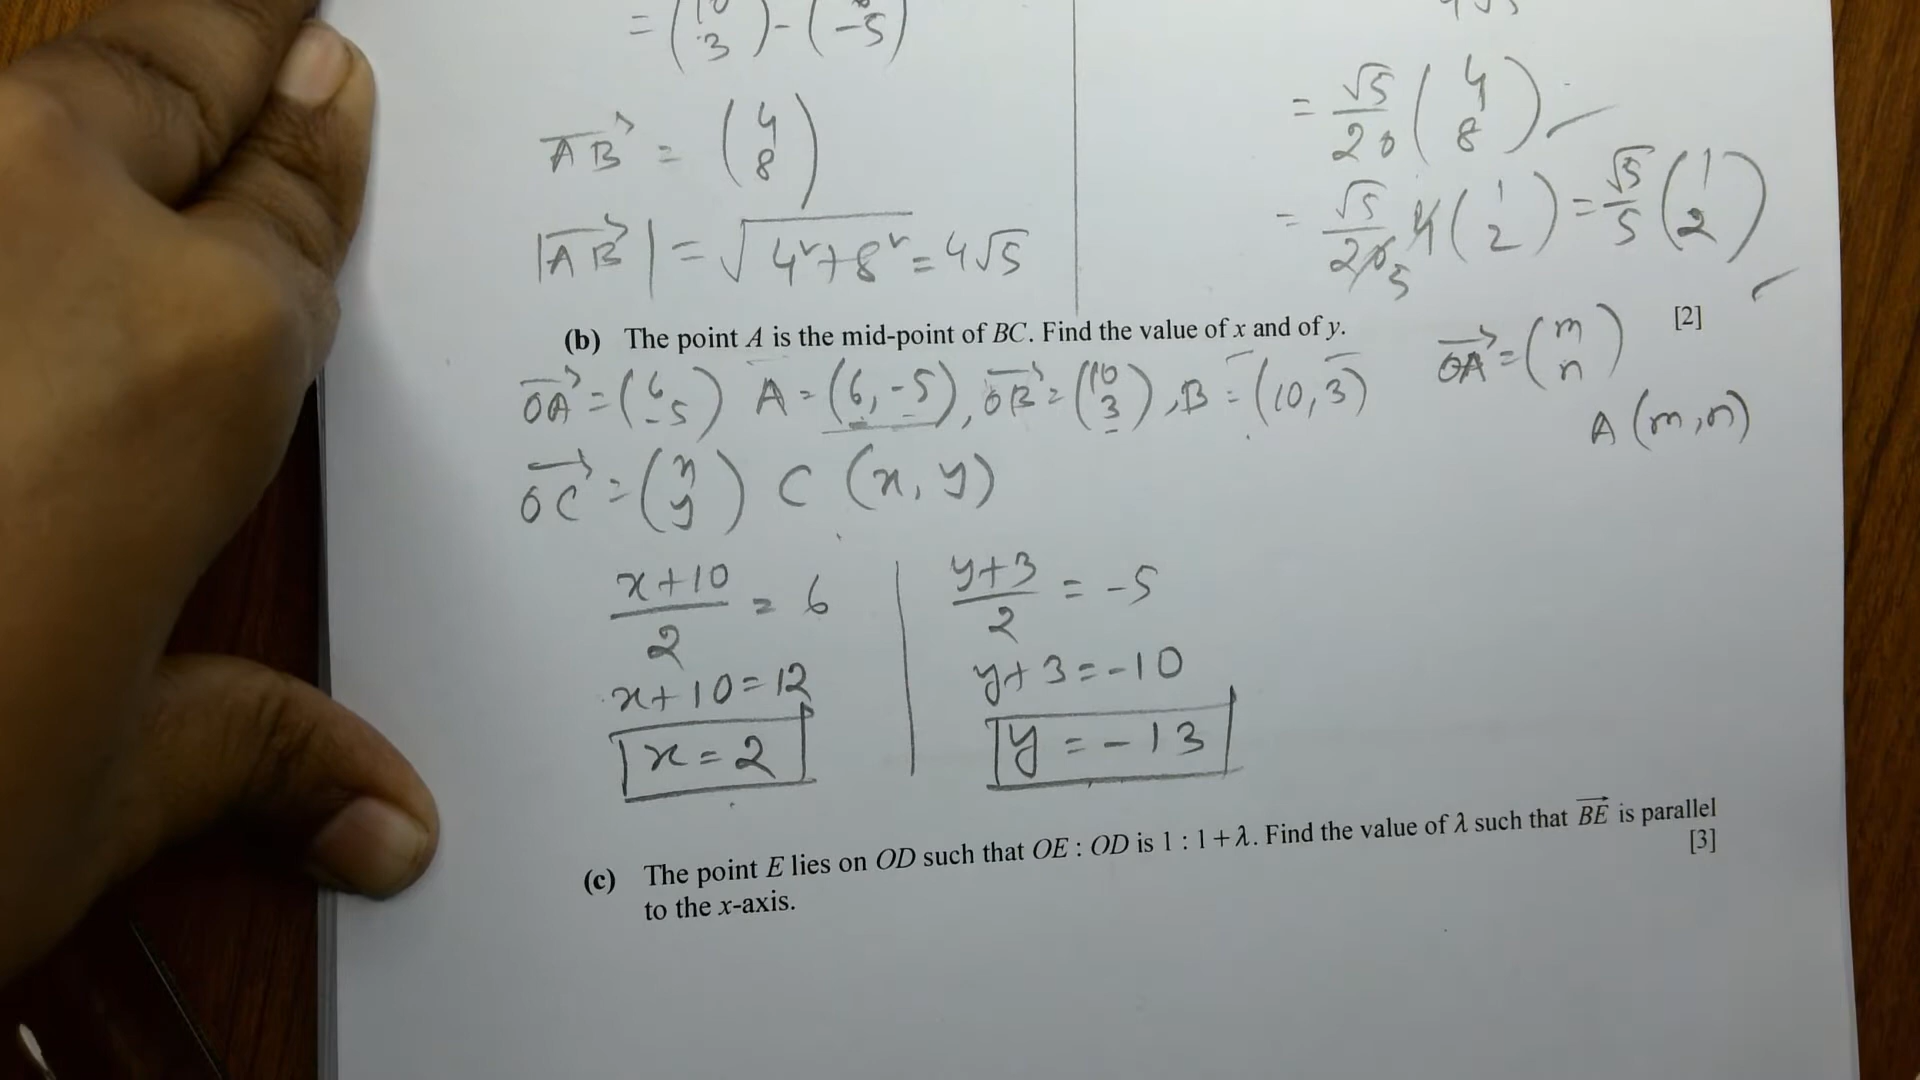 = (10 3) - (6 -5)
AB = (4 8)
|AB| = √4²+8² = 4√5
= √5/20 (4 8)
= √5/20 5 4 (1 2) = √5/5 (1 2)
(b) The point A is the mid-point of BC. Find the value of x and of y. [2]
OA = (6 -5) A = (6, -5), OB = (10 3), B = (10, 3)
OA = (m n)
A (m, n)
OC = (x y) C (x, y)
x+10/2 = 6
x+10=12
x=2
y+3/2 = -5
y+3=-10
y=-13
(c) The point E lies on OD such that OE : OD is 1 : 1 + λ. Find the value of λ such that BE is parallel
to the x-axis. [3]